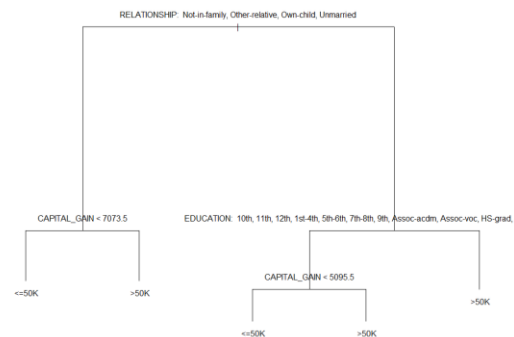 RELATIONSHIP: Not-in-family, Other-relative, Own-child, Unmarried
CAPITAL_GAIN < 7073.5
EDUCATION: 10th, 11th, 12th, 1st-4th, 5th-6th, 7th-8th, 9th, Assoc-acdm, Assoc-voc, HS-grad,
CAPITAL_GAIN < 5095.5
<=50K
>50K
>50K
<=50K
>50K